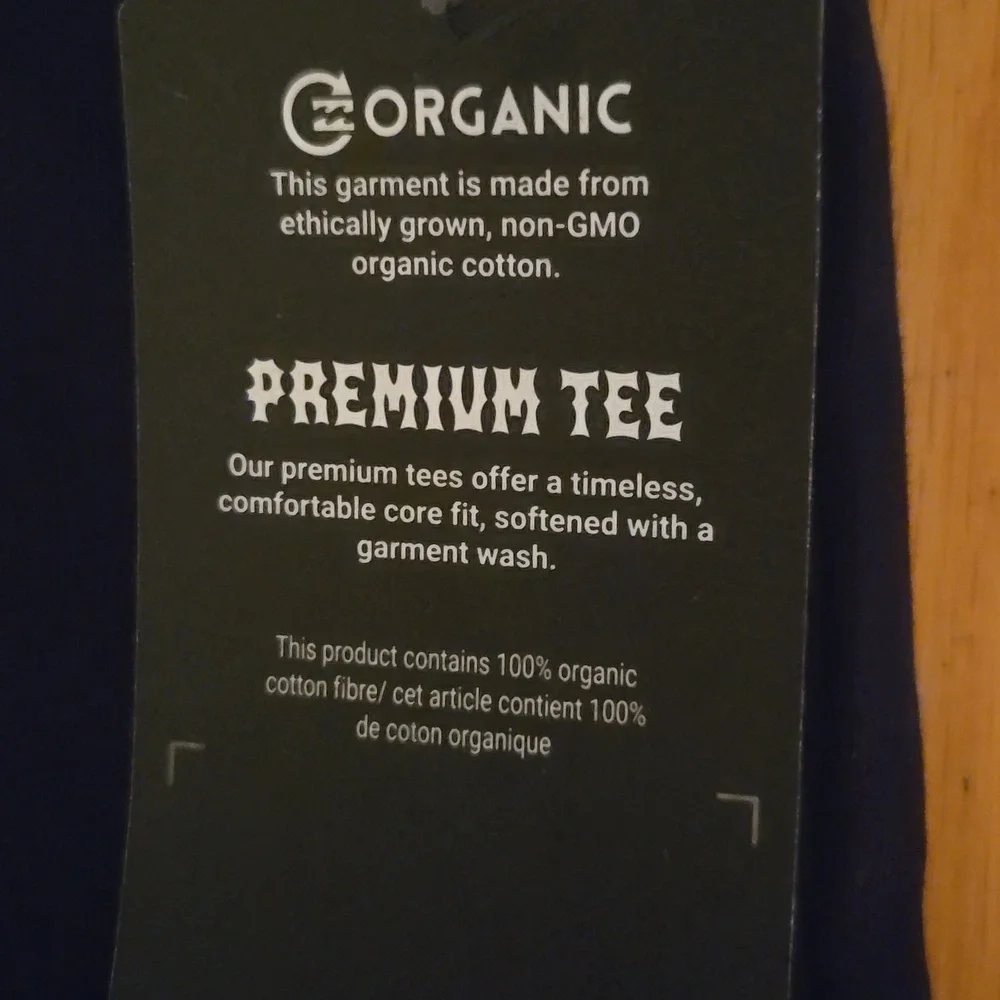 ORGANIC
This garment is made from
ethically grown, non-GMO
organic cotton.
PREMIUM TEE
Our premium tees offer a timeless,
comfortable core fit, softened with a
garment wash.
This product contains 100% organic
cotton fibre/ cet article contient 100%
de coton organique